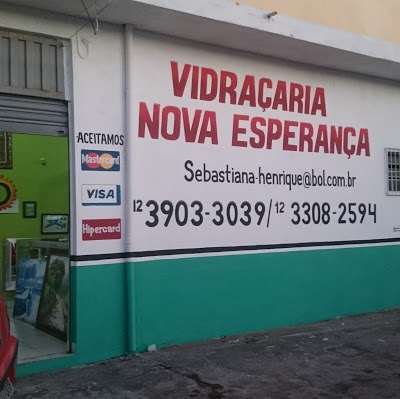 VIDRAÇARIA
NOVA ESPERANÇA
Sebastiana-henrique@bol.com.br
12 3903-3039/ 12 3308-2594
ACEITAMOS
MasterCard
VISA
Hipercard